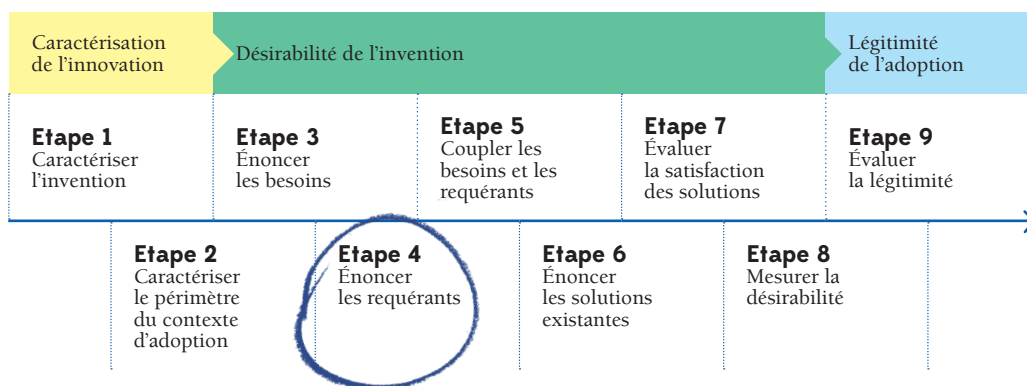 Caractérisation
de l'innovation
Désirabilité de l'invention
Légitimité
de l'adoption
Etape 1
Caractériser
l'invention
Etape 3
Énoncer
les besoins
Etape 5
Coupler les
besoins et les
requérants
Etape 7
Évaluer
la satisfaction
des solutions
Etape 9
Évaluer
la légitimité
Etape 2
Caractériser
le périmètre
du contexte
d'adoption
Etape 4
Énoncer
les requérants
Etape 6
Énoncer
les solutions
existantes
Etape 8
Mesurer la
désirabilité